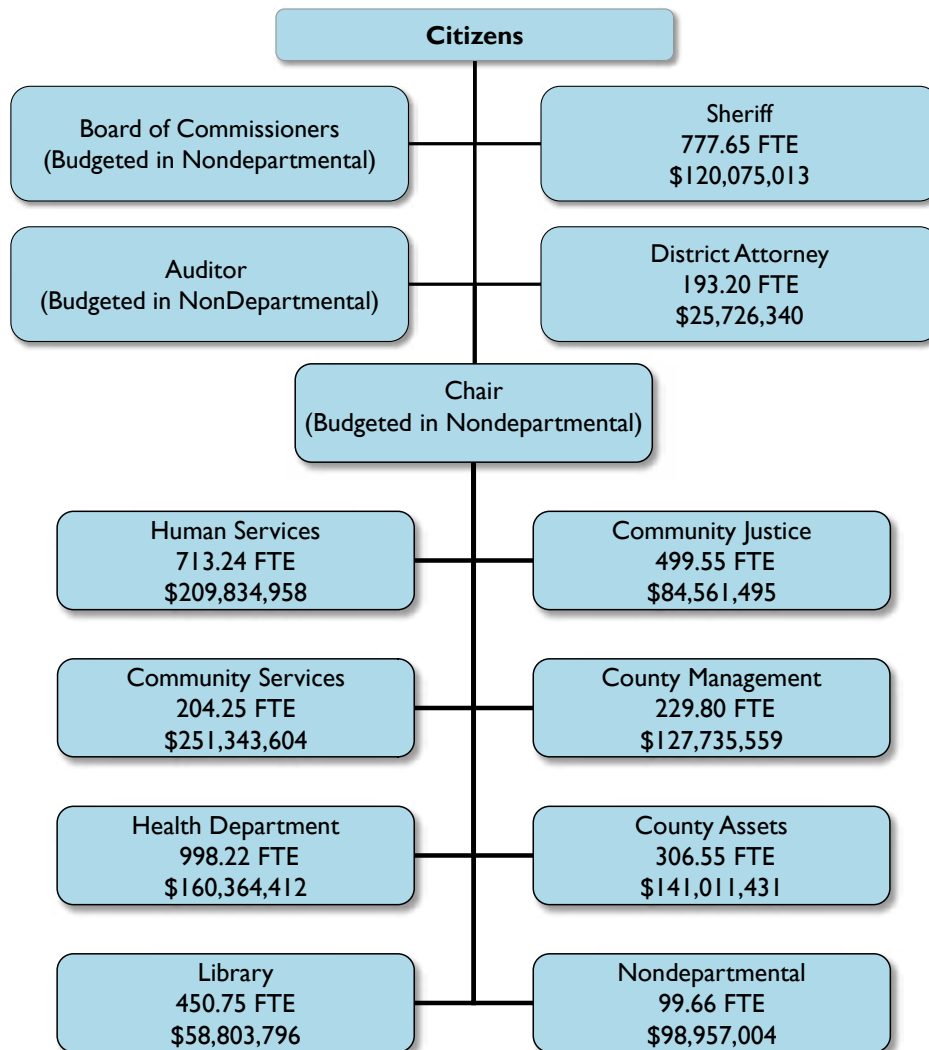 Citizens
Board of Commissioners
(Budgeted in Nondepartmental)
Sheriff
777.65 FTE
$120,075,013
Auditor
(Budgeted in NonDepartmental)
District Attorney
193.20 FTE
$25,726,340
Chair
(Budgeted in Nondepartmental)
Human Services
713.24 FTE
$209,834,958
Community Justice
499.55 FTE
$84,561,495
Community Services
204.25 FTE
$251,343,604
County Management
229.80 FTE
$127,735,559
Health Department
998.22 FTE
$160,364,412
County Assets
306.55 FTE
$141,011,431
Library
450.75 FTE
$58,803,796
Nondepartmental
99.66 FTE
$98,957,004